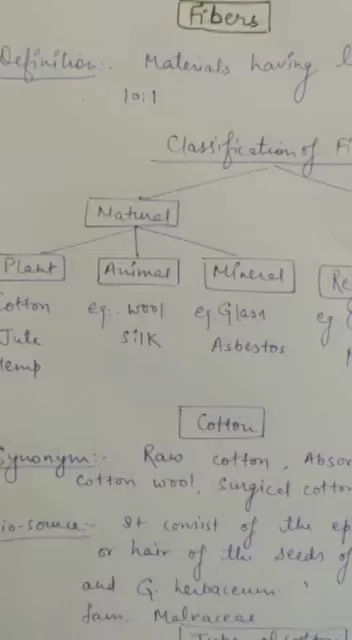 Fibers
Definition:- Materials having
10:1
Classification of Fi
Natural
Plant Animal Mineral Re
Cotton eg. wool eg. Glass eg.
Jute Silk Asbestos
Hemp
Cotton
Synonym:- Raw cotton, Absor
cotton wool, Surgical cotton
io-source:- It consist of the ep
or hair of the seeds of
and G. herbaceum
fam. Malvaceae